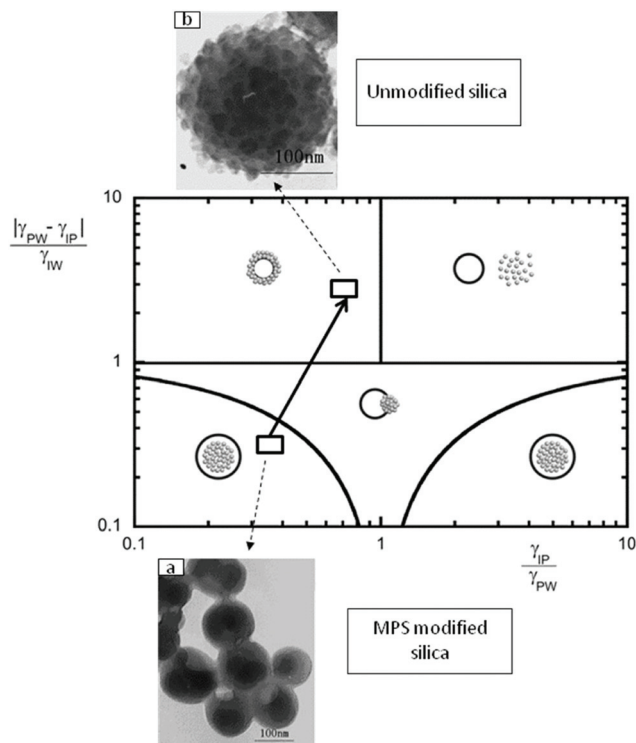 b
100nm
Unmodified silica
|γPW- γIP|
γIW
10
1
0.1
0.1
1
10
γIP
γPW
a
100nm
MPS modified
silica